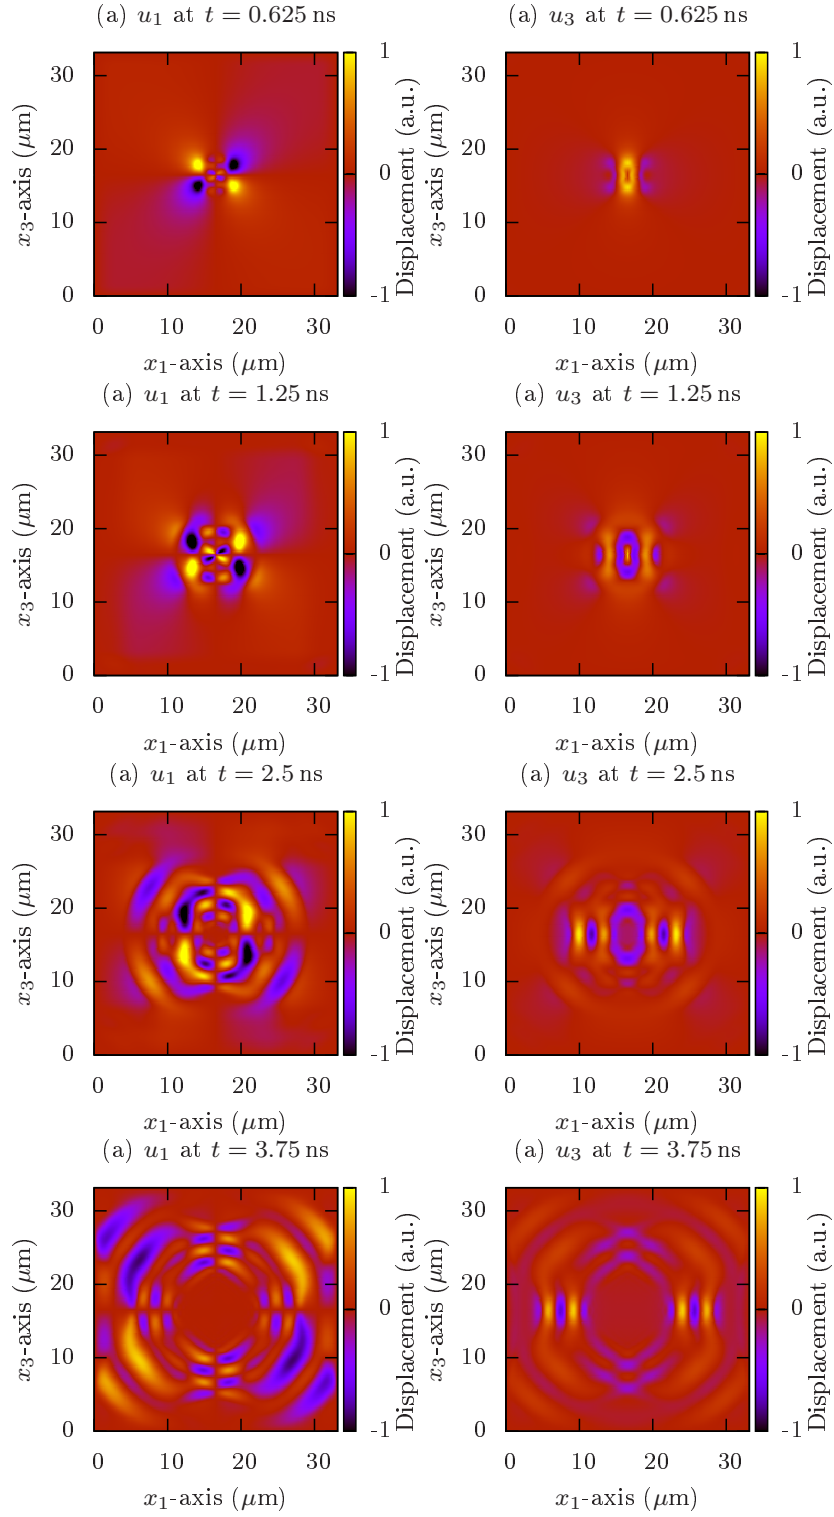 (a) u1 at t = 0.625 ns
x3-axis (μm)
30
20
10
0
0 10 20 30
x1-axis (μm)
1
0
-1
Displacement (a.u.)
(a) u3 at t = 0.625 ns
x3-axis (μm)
30
20
10
0
0 10 20 30
x1-axis (μm)
1
0
-1
Displacement (a.u.)
(a) u1 at t = 1.25 ns
x3-axis (μm)
30
20
10
0
0 10 20 30
x1-axis (μm)
1
0
-1
Displacement (a.u.)
(a) u3 at t = 1.25 ns
x3-axis (μm)
30
20
10
0
0 10 20 30
x1-axis (μm)
1
0
-1
Displacement (a.u.)
(a) u1 at t = 2.5 ns
x3-axis (μm)
30
20
10
0
0 10 20 30
x1-axis (μm)
1
0
-1
Displacement (a.u.)
(a) u3 at t = 2.5 ns
x3-axis (μm)
30
20
10
0
0 10 20 30
x1-axis (μm)
1
0
-1
Displacement (a.u.)
(a) u1 at t = 3.75 ns
x3-axis (μm)
30
20
10
0
0 10 20 30
x1-axis (μm)
1
0
-1
Displacement (a.u.)
(a) u3 at t = 3.75 ns
x3-axis (μm)
30
20
10
0
0 10 20 30
x1-axis (μm)
1
0
-1
Displacement (a.u.)